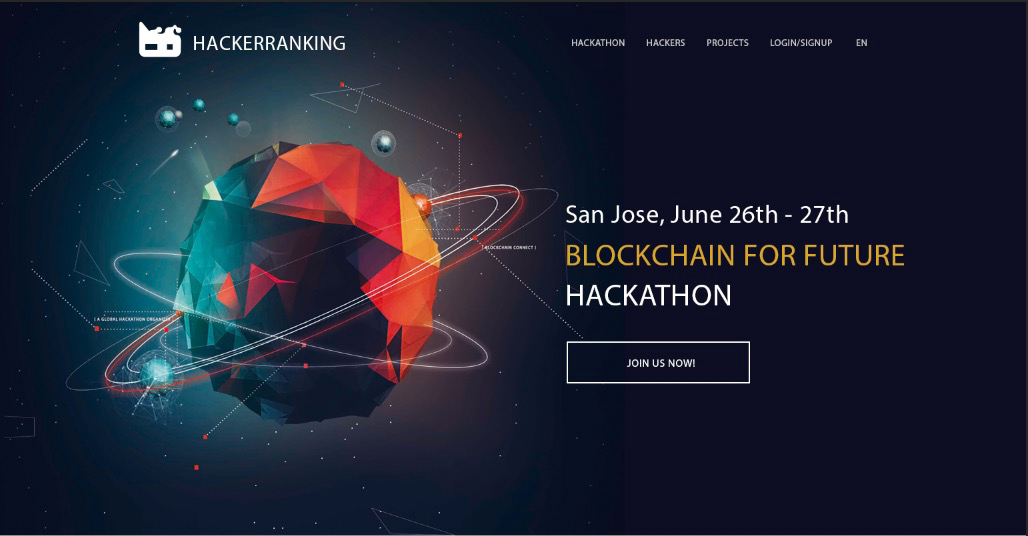 HACKERRANKING
HACKATHON HACKERS PROJECTS LOGIN/SIGNUP EN
San Jose, June 26th - 27th
[ BLOCKCHAIN CONNECT ]
BLOCKCHAIN FOR FUTURE
HACKATHON
[ A GLOBAL HACKATHON ORGANIZER
JOIN US NOW!